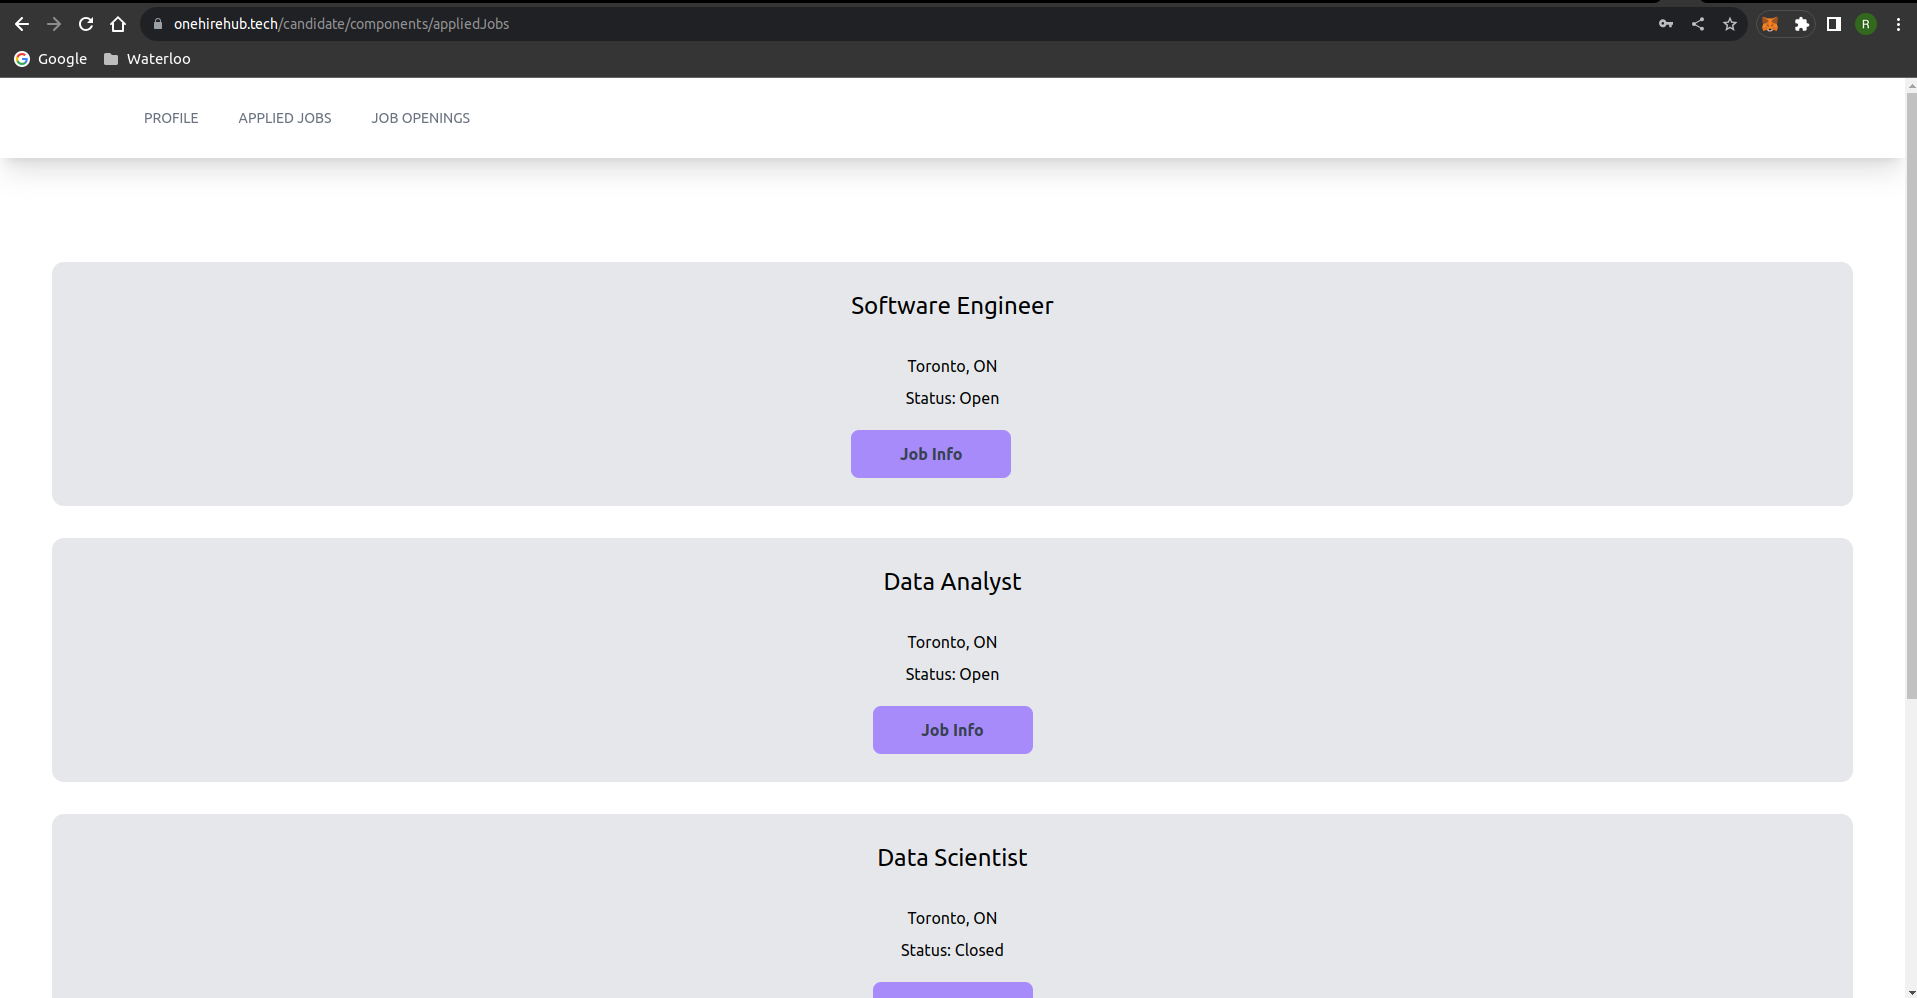 onehirehub.tech/candidate/components/appliedJobs
R
Google Waterloo
PROFILE APPLIED JOBS JOB OPENINGS
Software Engineer
Toronto, ON
Status: Open
Job Info
Data Analyst
Toronto, ON
Status: Open
Job Info
Data Scientist
Toronto, ON
Status: Closed